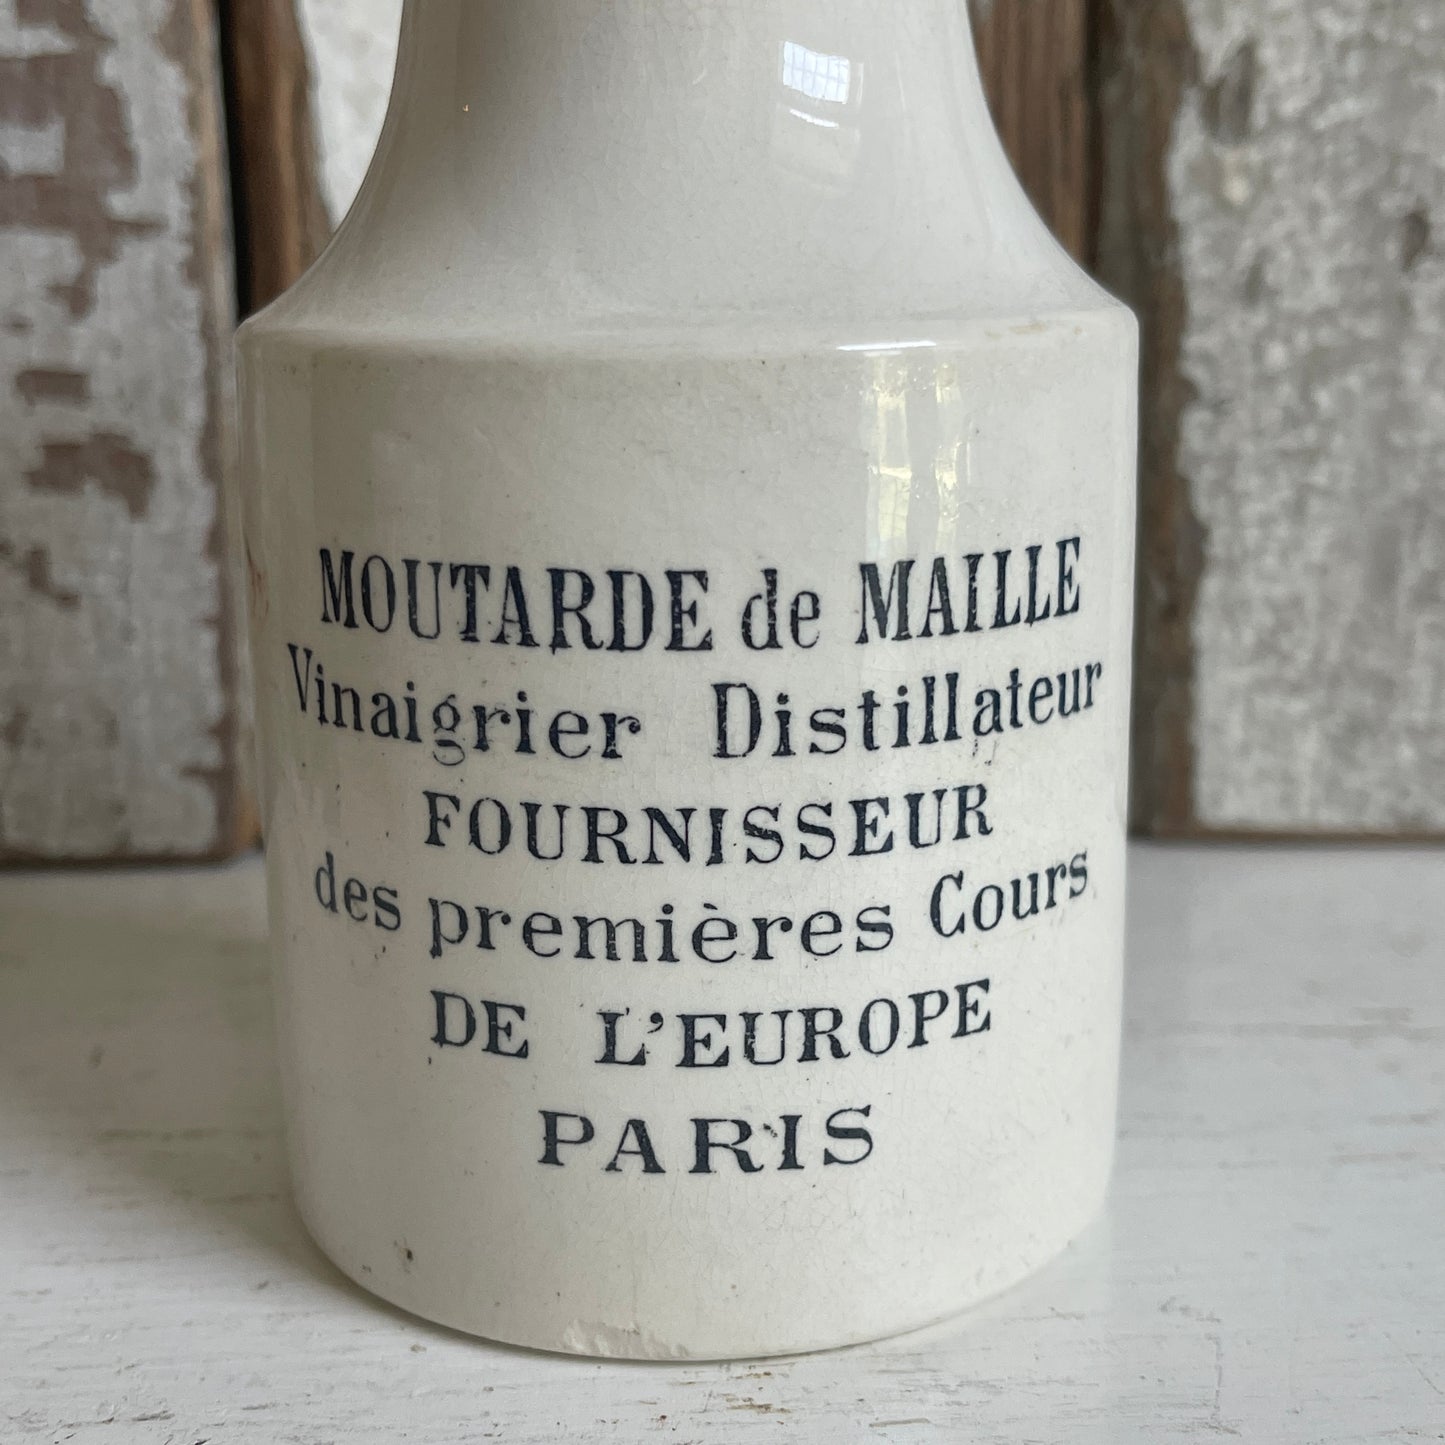 MOUTARDE de MAILLE
Vinaigrier Distillateur
FOURNISSEUR
des premières Cours
DE L'EUROPE
PARIS